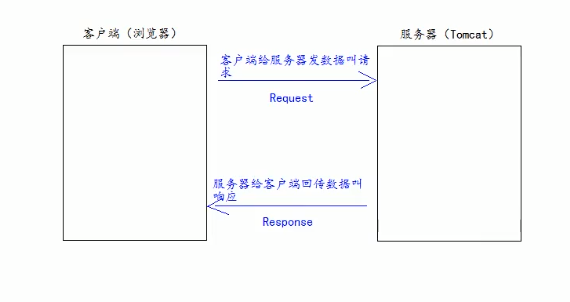 客户端（浏览器）
服务器（Tomcat）
客户端给服务器发数据叫请
求
Request
服务器给客户端回传数据叫
响应
Response